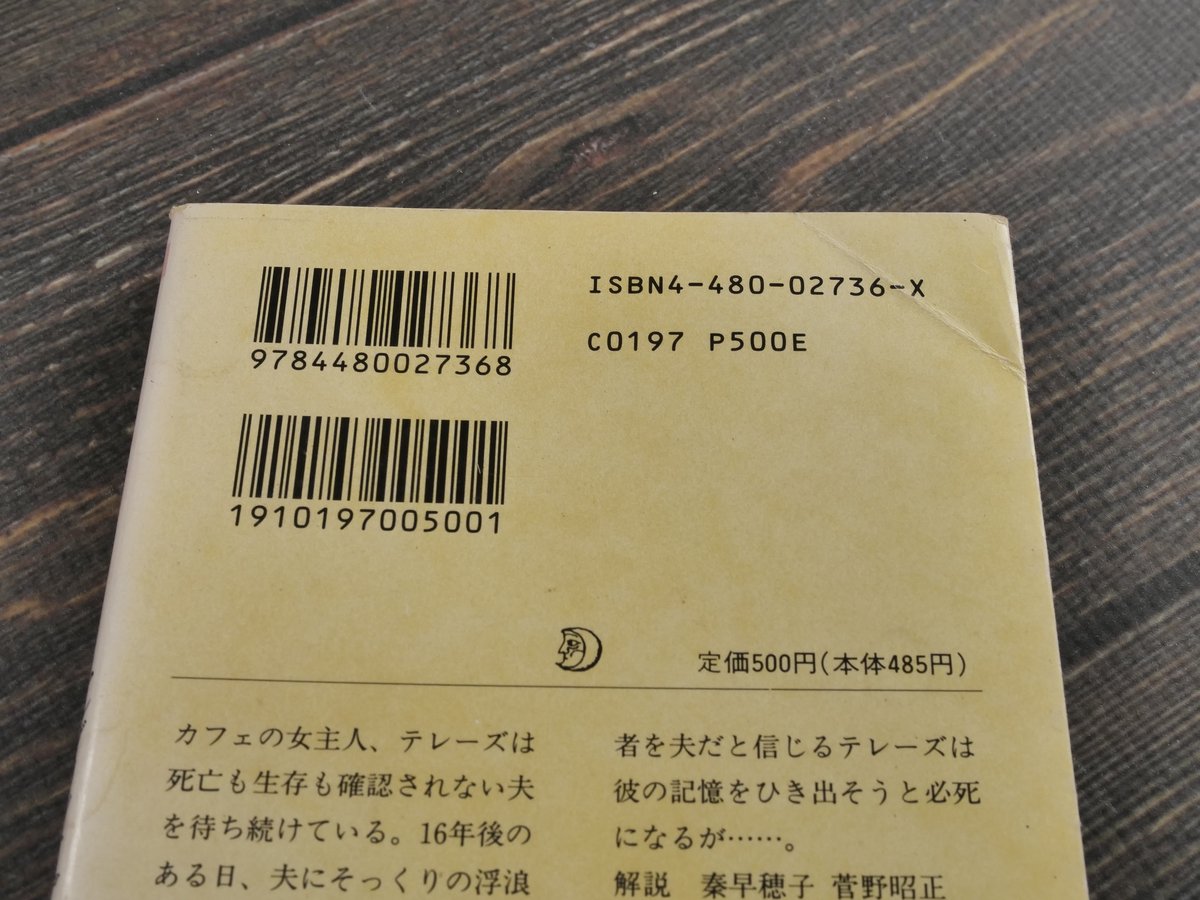 9784480027368
ISBN4-480-02736-X
C0197 P500E
1910197005001
定価500円(本体485円)
カフェの女主人、テレーズは
死亡も生存も確認されない夫
を待ち続けている。16年後の
ある日、夫にそっくりの浮浪
者を夫だと信じるテレーズは
彼の記憶をひき出そうと必死
になるが……。
解説 秦早穂子 菅野昭正